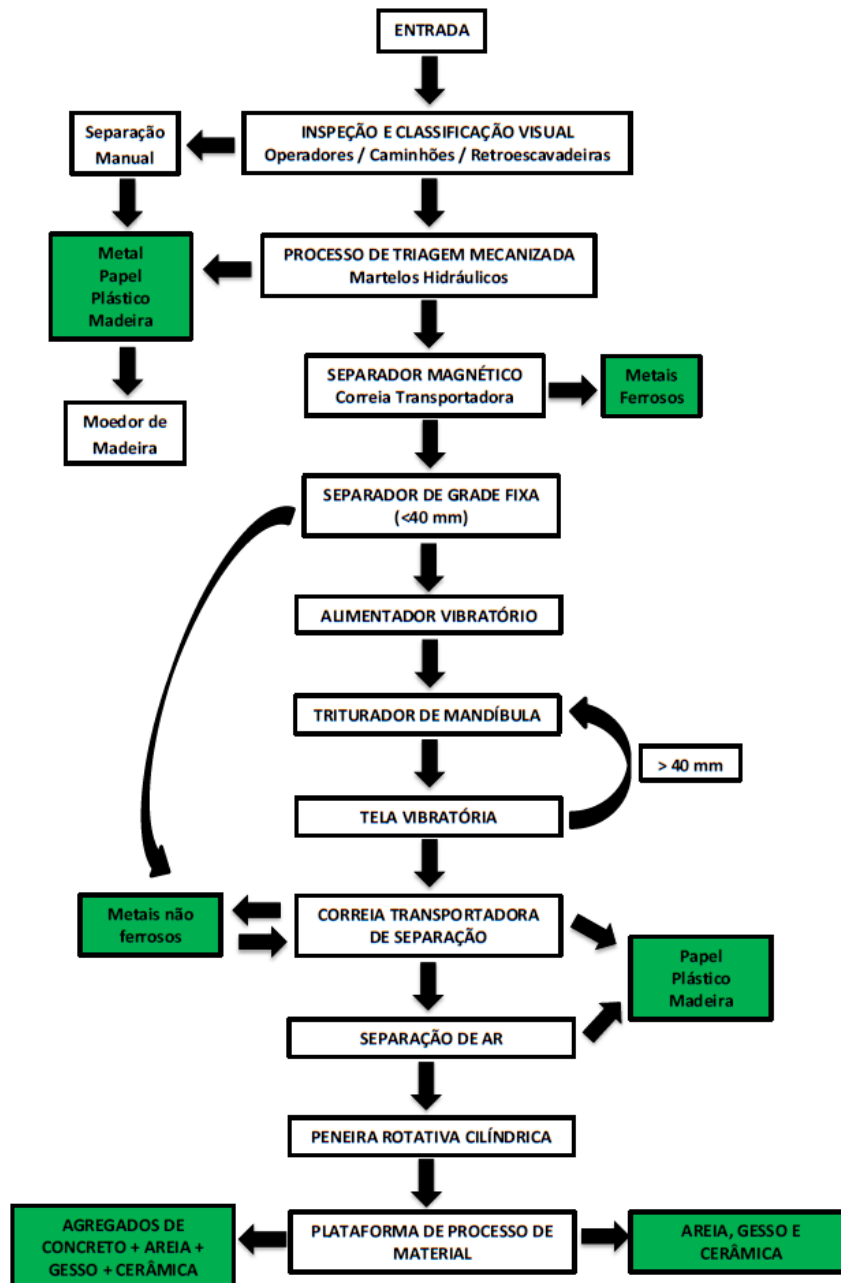 ENTRADA
Separação
Manual
INSPEÇÃO E CLASSIFICAÇÃO VISUAL
Operadores / Caminhões / Retroescavadeiras
Metal
Papel
Plástico
Madeira
PROCESSO DE TRIAGEM MECANIZADA
Martelos Hidráulicos
SEPARADOR MAGNÉTICO
Correia Transportadora
Metais
Ferrosos
Moedor de
Madeira
SEPARADOR DE GRADE FIXA
(<40 mm)
ALIMENTADOR VIBRATÓRIO
TRITURADOR DE MANDÍBULA
> 40 mm
TELA VIBRATÓRIA
Metais não
ferrosos
CORREIA TRANSPORTADORA
DE SEPARAÇÃO
Papel
Plástico
Madeira
SEPARAÇÃO DE AR
PENEIRA ROTATIVA CILÍNDRICA
AGREGADOS DE
CONCRETO + AREIA +
GESSO + CERÂMICA
PLATAFORMA DE PROCESSO DE
MATERIAL
AREIA, GESSO E
CERÂMICA